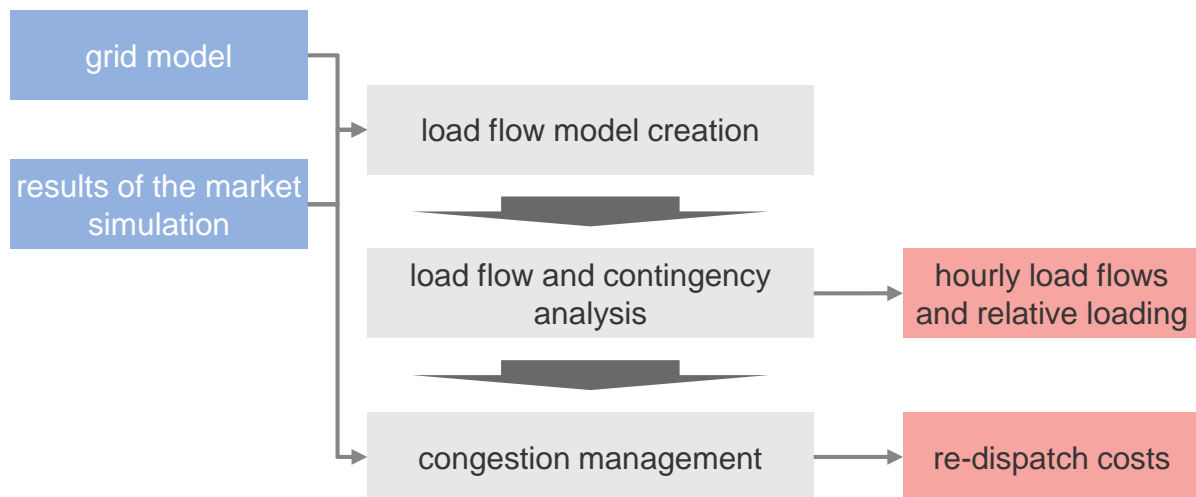 grid model
load flow model creation
results of the market
simulation
load flow and contingency
analysis
hourly load flows
and relative loading
congestion management
re-dispatch costs